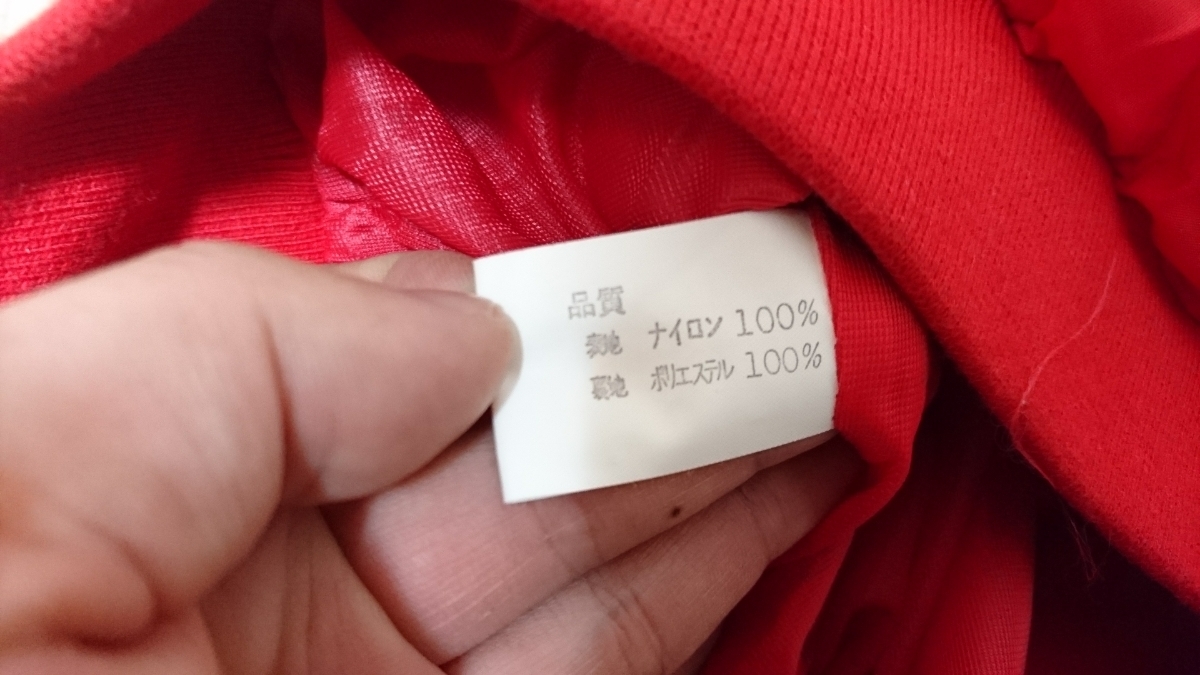 品質
表地 ナイロン 100%
裏地 ポリエステル 100%